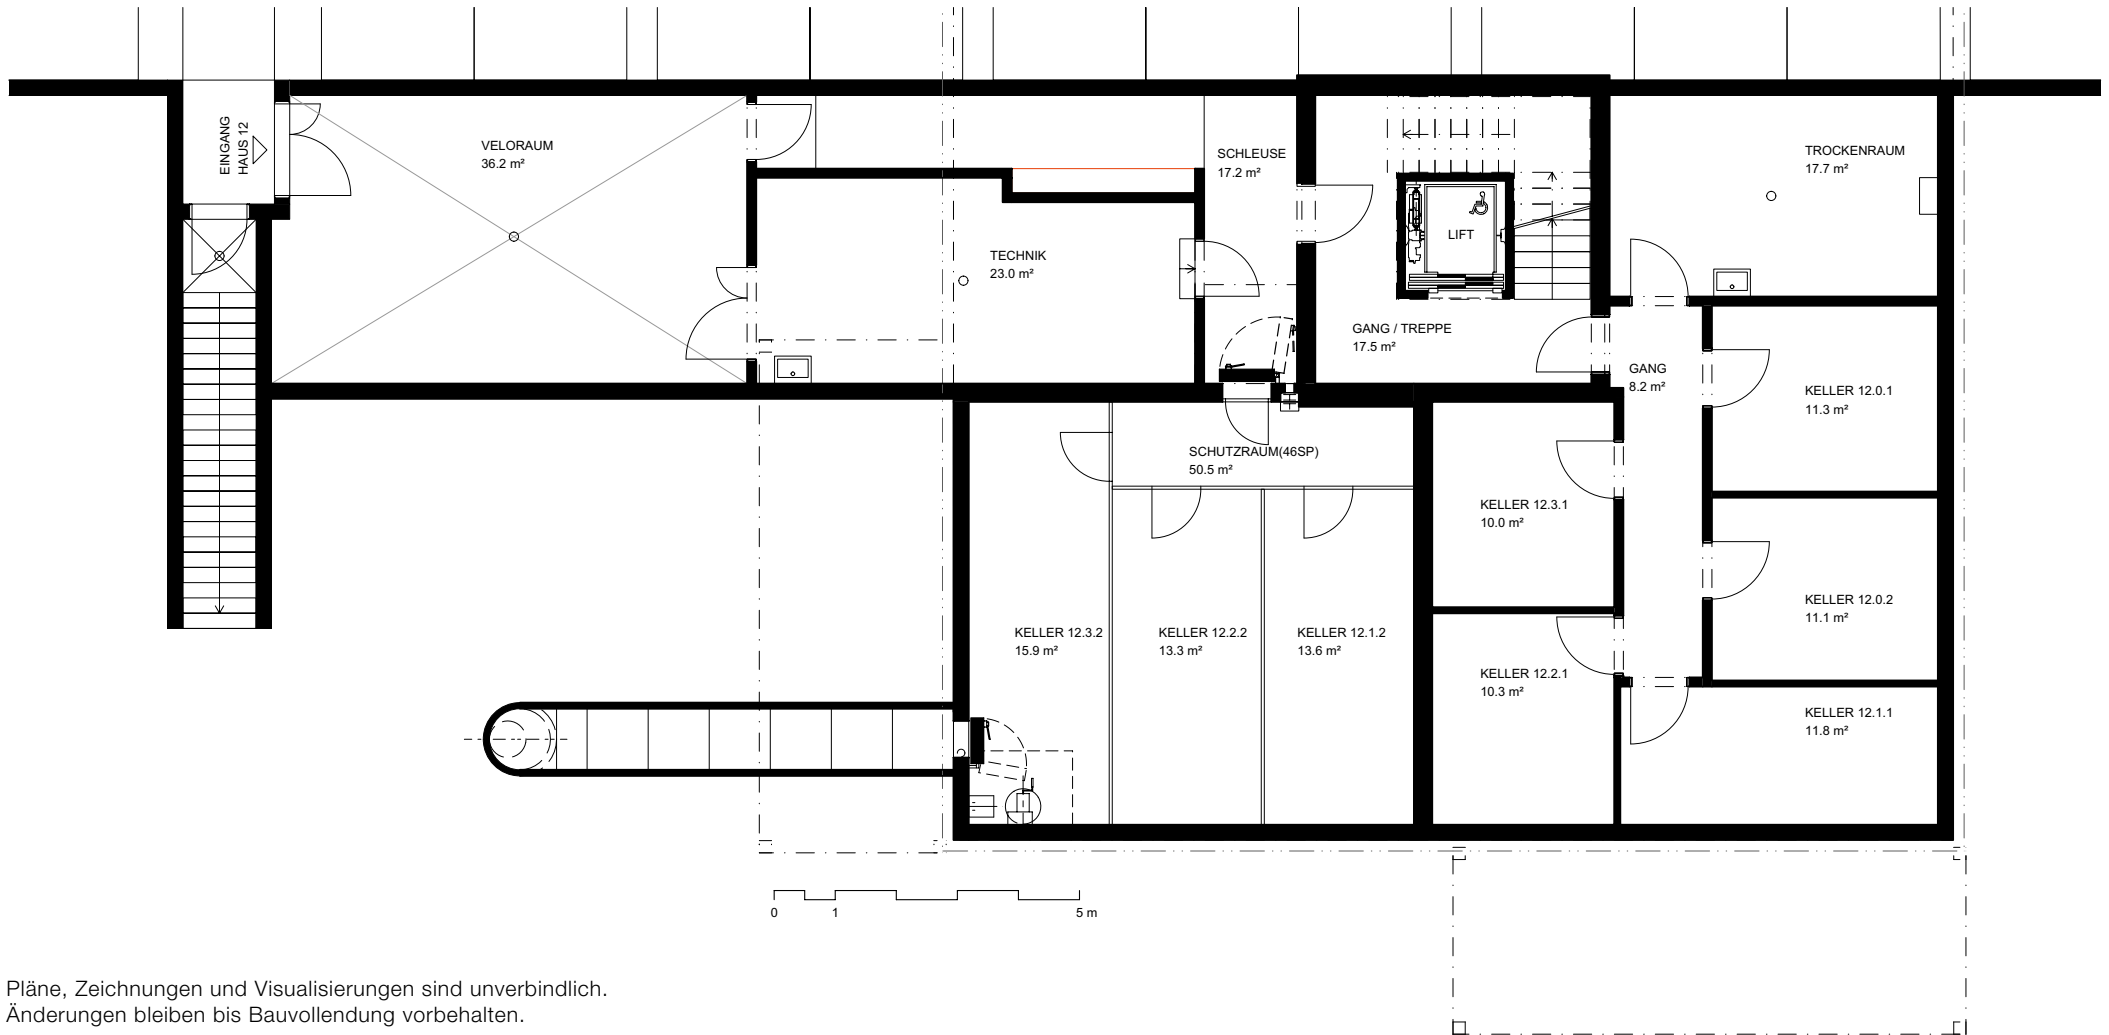 EINGANG
HAUS 12
VELORAUM
36.2 m²
SCHLEUSE
17.2 m²
TROCKENRAUM
17.7 m²
LIFT
TECHNIK
23.0 m²
GANG / TREPPE
17.5 m²
GANG
8.2 m²
KELLER 12.0.1
11.3 m²
SCHUTZRAUM(46SP)
50.5 m²
KELLER 12.3.1
10.0 m²
KELLER 12.0.2
11.1 m²
KELLER 12.3.2
15.9 m²
KELLER 12.2.2
13.3 m²
KELLER 12.1.2
13.6 m²
KELLER 12.2.1
10.3 m²
KELLER 12.1.1
11.8 m²
0 1 5 m
Pläne, Zeichnungen und Visualisierungen sind unverbindlich.
Änderungen bleiben bis Bauvollendung vorbehalten.